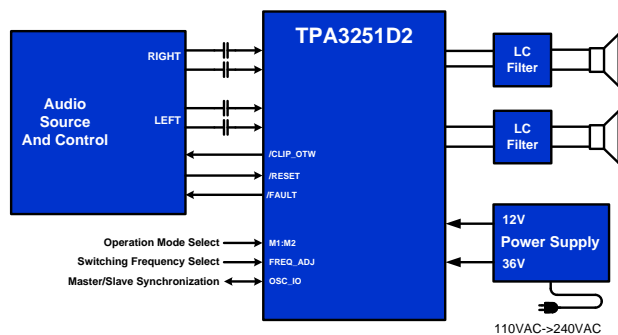 TPA3251D2
RIGHT
LEFT
Audio
Source
And Control
/CLIP_OTW
/RESET
/FAULT
LC
Filter
LC
Filter
12V
Power Supply
36V
Operation Mode Select
M1:M2
Switching Frequency Select
FREQ_ADJ
Master/Slave Synchronization
OSC_IO
110VAC->240VAC